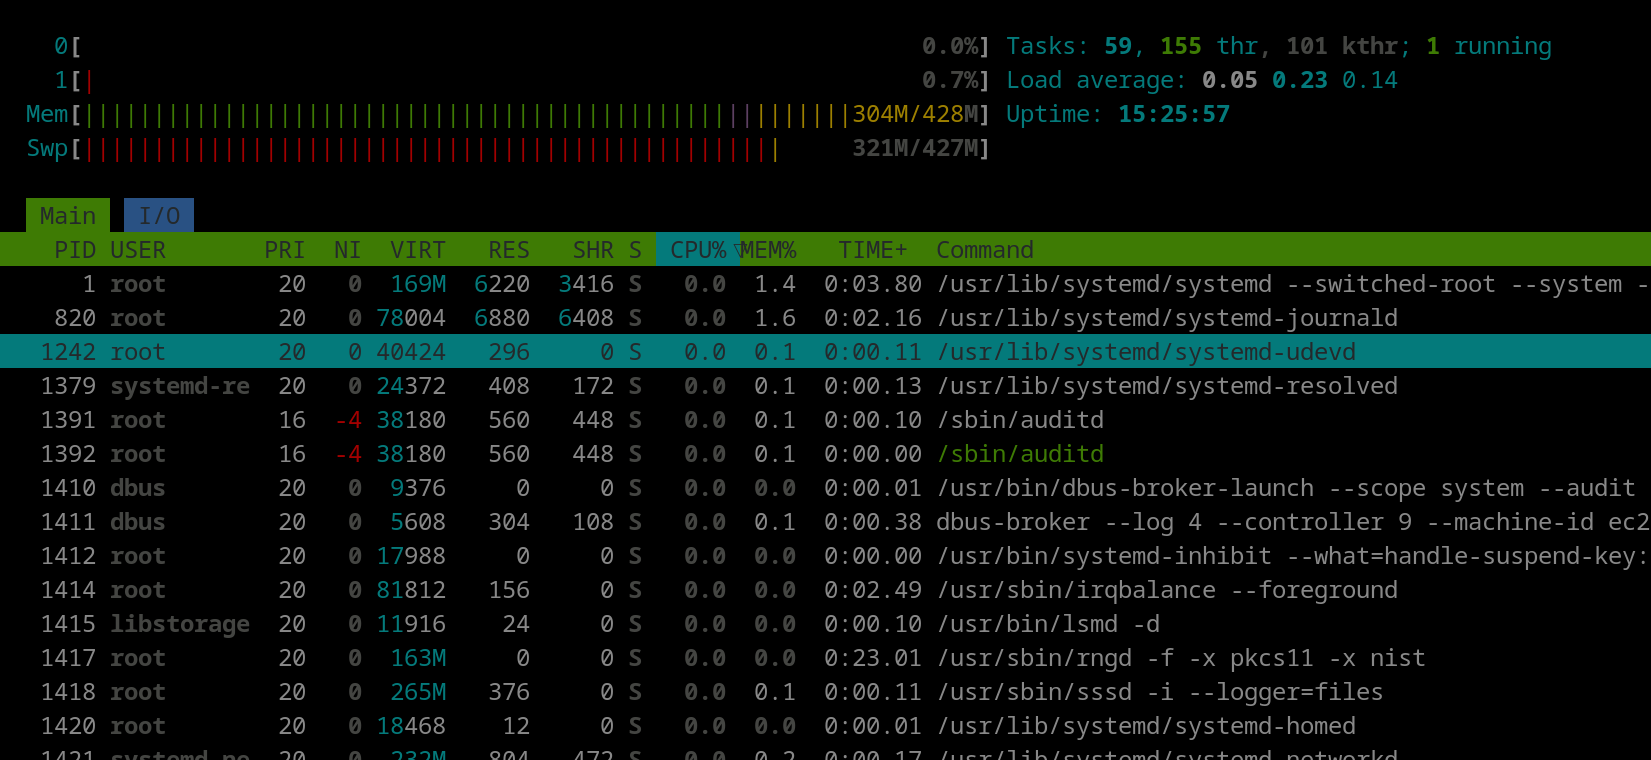 0[ 0.0%] Tasks: 59, 155 thr, 101 kthr; 1 running
1[| 0.7%] Load average: 0.05 0.23 0.14
Mem[|||||||||||||||||||||||||||||||||||||||||||||||||||||||304M/428M] Uptime: 15:25:57
Swp[|||||||||||||||||||||||||||||||||||||||||||||||||| 321M/427M]
Main I/O
PID USER PRI NI VIRT RES SHR S CPU%▽MEM% TIME+ Command
1 root 20 0 169M 6220 3416 S 0.0 1.4 0:03.80 /usr/lib/systemd/systemd --switched-root --system -
820 root 20 0 78004 6880 6408 S 0.0 1.6 0:02.16 /usr/lib/systemd/systemd-journald
1242 root 20 0 40424 296 0 S 0.0 0.1 0:00.11 /usr/lib/systemd/systemd-udevd
1379 systemd-re 20 0 24372 408 172 S 0.0 0.1 0:00.13 /usr/lib/systemd/systemd-resolved
1391 root 16 -4 38180 560 448 S 0.0 0.1 0:00.10 /sbin/auditd
1392 root 16 -4 38180 560 448 S 0.0 0.1 0:00.00 /sbin/auditd
1410 dbus 20 0 9376 0 0 S 0.0 0.0 0:00.01 /usr/bin/dbus-broker-launch --scope system --audit
1411 dbus 20 0 5608 304 108 S 0.0 0.1 0:00.38 dbus-broker --log 4 --controller 9 --machine-id ec2
1412 root 20 0 17988 0 0 S 0.0 0.0 0:00.00 /usr/bin/systemd-inhibit --what=handle-suspend-key:
1414 root 20 0 81812 156 0 S 0.0 0.0 0:02.49 /usr/sbin/irqbalance --foreground
1415 libstorage 20 0 11916 24 0 S 0.0 0.0 0:00.10 /usr/bin/lsmd -d
1417 root 20 0 163M 0 0 S 0.0 0.0 0:23.01 /usr/sbin/rngd -f -x pkcs11 -x nist
1418 root 20 0 265M 376 0 S 0.0 0.1 0:00.11 /usr/sbin/sssd -i --logger=files
1420 root 20 0 18468 12 0 S 0.0 0.0 0:00.01 /usr/lib/systemd/systemd-homed
1421 systemd-ne 20 0 232M 804 472 S 0.0 0.2 0:00.17 /usr/lib/systemd/systemd-networkd